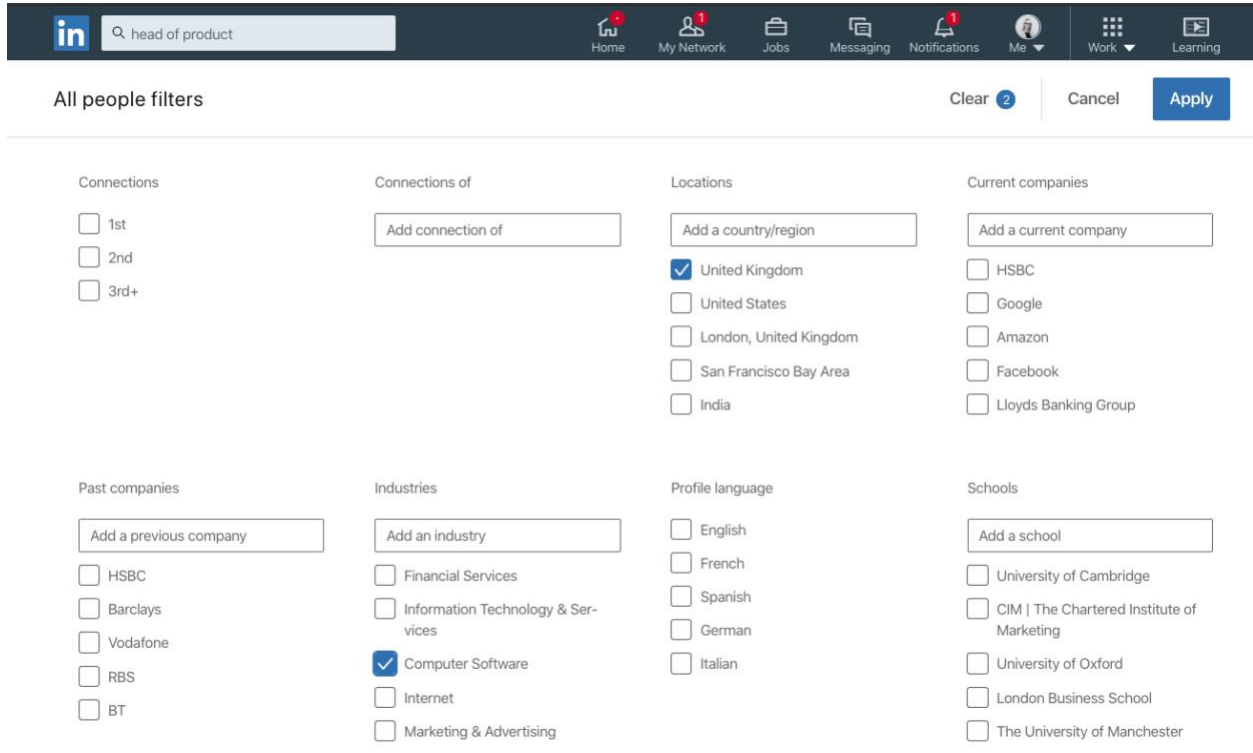 in
head of product
1
1
Home
My Network
Jobs
Messaging
Notifications
Me
Work
Learning
All people filters
Clear 2
Cancel
Apply
Connections
1st
2nd
3rd+
Connections of
Add connection of
Locations
Add a country/region
United Kingdom
United States
London, United Kingdom
San Francisco Bay Area
India
Current companies
Add a current company
HSBC
Google
Amazon
Facebook
Lloyds Banking Group
Past companies
Add a previous company
HSBC
Barclays
Vodafone
RBS
BT
Industries
Add an industry
Financial Services
Information Technology & Ser-
vices
Computer Software
Internet
Marketing & Advertising
Profile language
English
French
Spanish
German
Italian
Schools
Add a school
University of Cambridge
CIM | The Chartered Institute of
Marketing
University of Oxford
London Business School
The University of Manchester